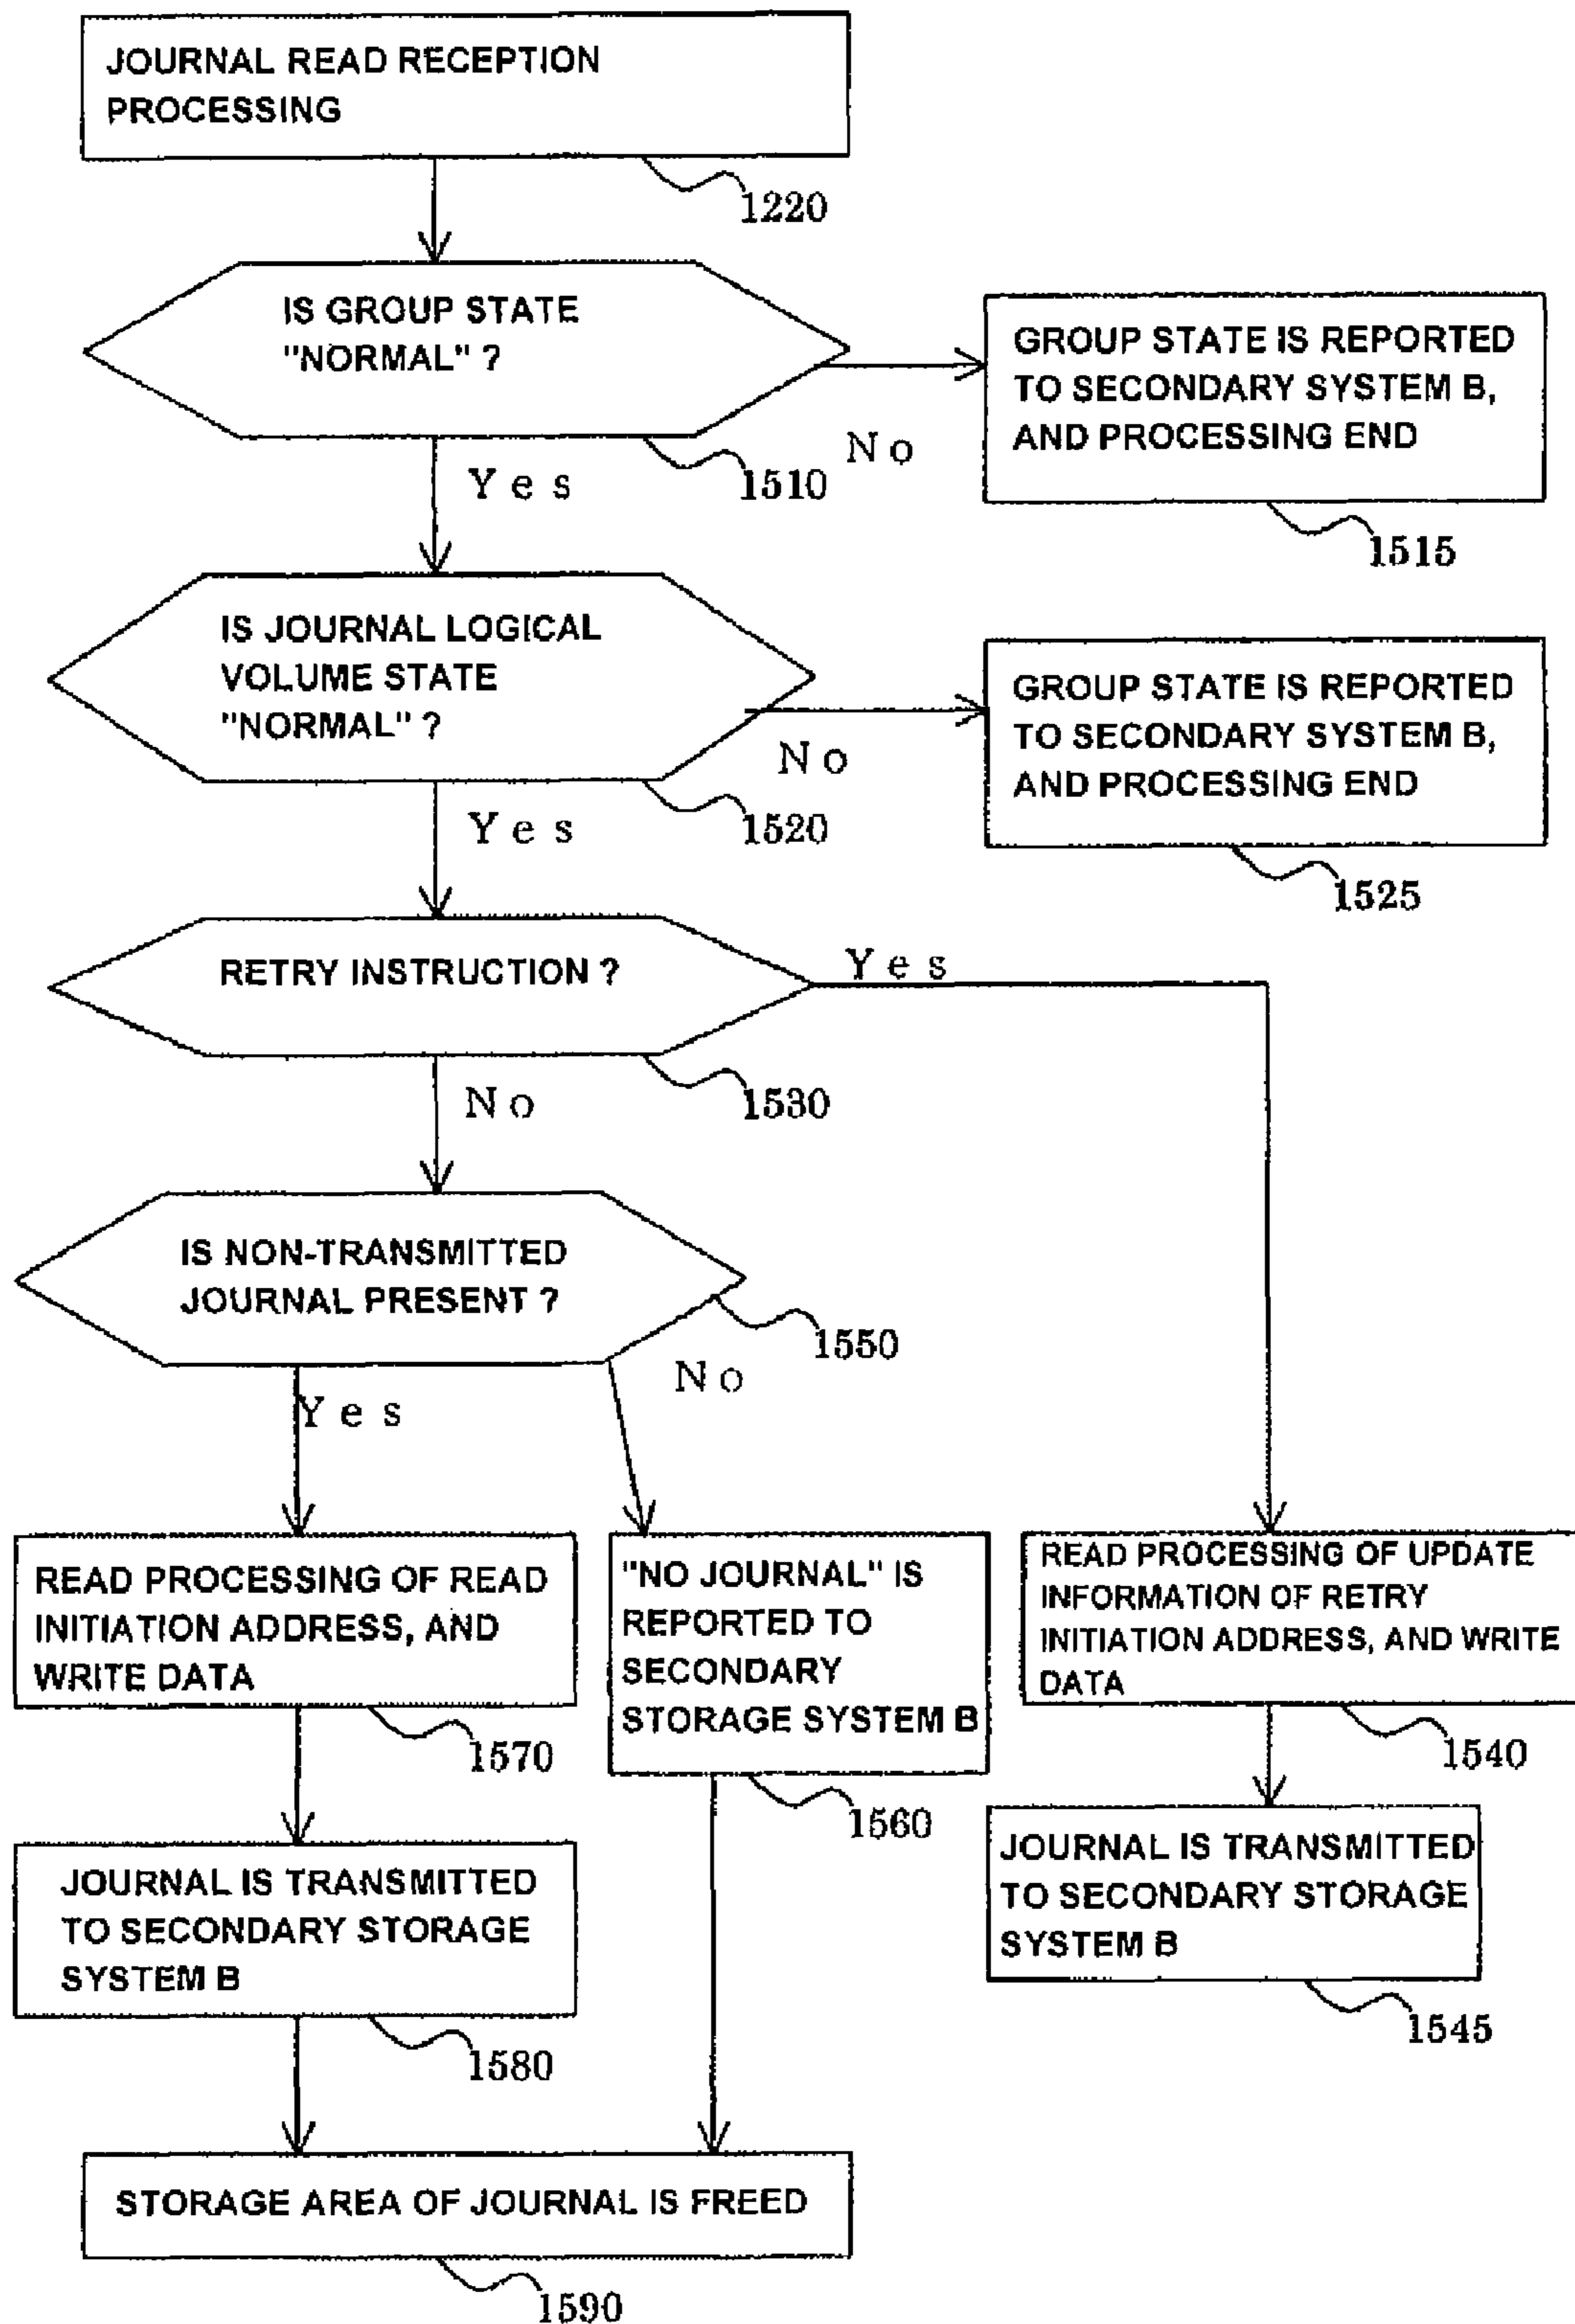 JOURNAL READ RECEPTION
PROCESSING
1220
IS GROUP STATE
"NORMAL" ?
No
Yes
1510
GROUP STATE IS REPORTED
TO SECONDARY SYSTEM B,
AND PROCESSING END
1515
IS JOURNAL LOGICAL
VOLUME STATE
"NORMAL" ?
No
Yes
1520
GROUP STATE IS REPORTED
TO SECONDARY SYSTEM B,
AND PROCESSING END
1525
RETRY INSTRUCTION ?
Yes
No
1530
IS NON-TRANSMITTED
JOURNAL PRESENT ?
1550
No
Yes
READ PROCESSING OF READ
INITIATION ADDRESS, AND
WRITE DATA
1570
"NO JOURNAL" IS
REPORTED TO
SECONDARY
STORAGE SYSTEM B
1560
READ PROCESSING OF UPDATE
INFORMATION OF RETRY
INITIATION ADDRESS, AND WRITE
DATA
1540
JOURNAL IS TRANSMITTED
TO SECONDARY STORAGE
SYSTEM B
1580
JOURNAL IS TRANSMITTED
TO SECONDARY STORAGE
SYSTEM B
1545
STORAGE AREA OF JOURNAL IS FREED
1590